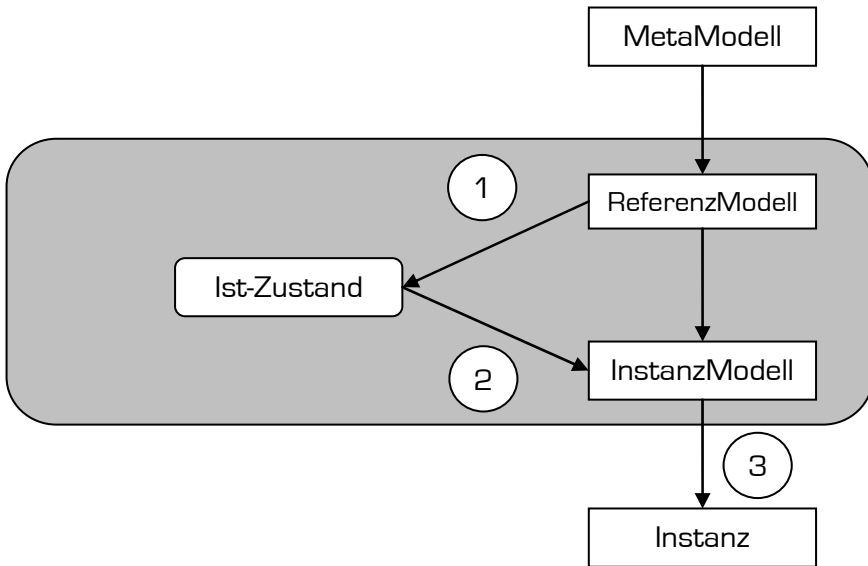 MetaModell
1
ReferenzModell
Ist-Zustand
2
InstanzModell
3
Instanz